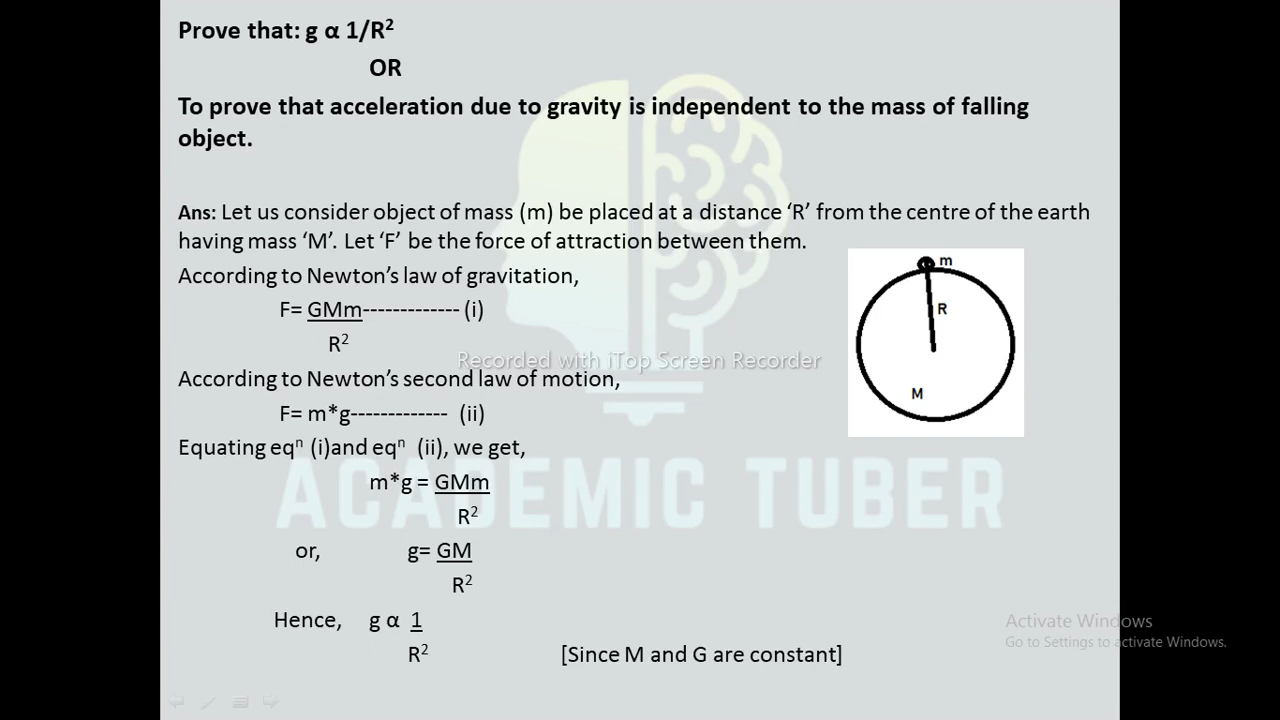 Prove that: g α 1/R²
OR
To prove that acceleration due to gravity is independent to the mass of falling
object.
Ans: Let us consider object of mass (m) be placed at a distance ‘R’ from the centre of the earth
having mass ‘M’. Let ‘F’ be the force of attraction between them.
According to Newton’s law of gravitation,
F= GMm------------- (i)
R²
According to Newton’s second law of motion,
F= m*g------------- (ii)
Equating eqⁿ (i)and eqⁿ (ii), we get,
m*g = GMm
R²
or, g= GM
R²
Hence, g α 1
R² [Since M and G are constant]
m
R
M
Recorded with iTop Screen Recorder
ACADEMIC TUBER
Activate Windows
Go to Settings to activate Windows.